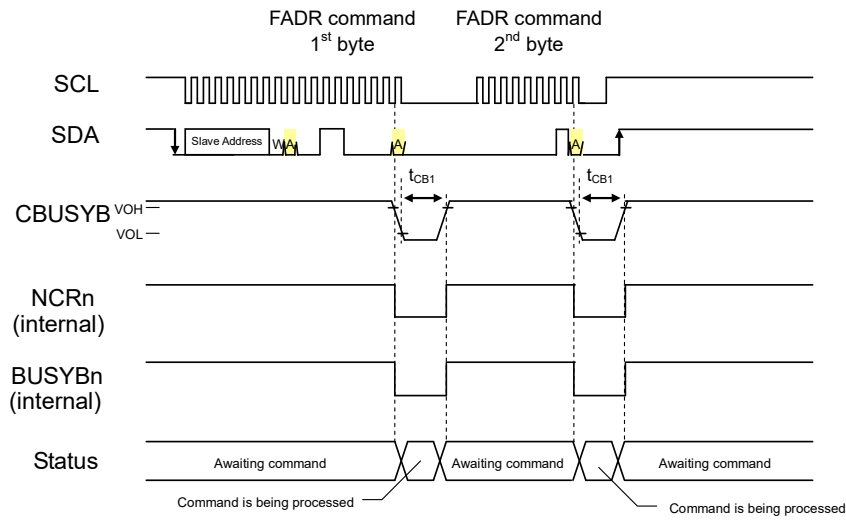 FADR command
1st byte
FADR command
2nd byte
SCL
SDA
Slave Address
W
A
A
A
tCB1
tCB1
CBUSYB
VOH
VOL
NCRn
(internal)
BUSYBn
(internal)
Status
Awaiting command
Awaiting command
Awaiting command
Command is being processed
Command is being processed